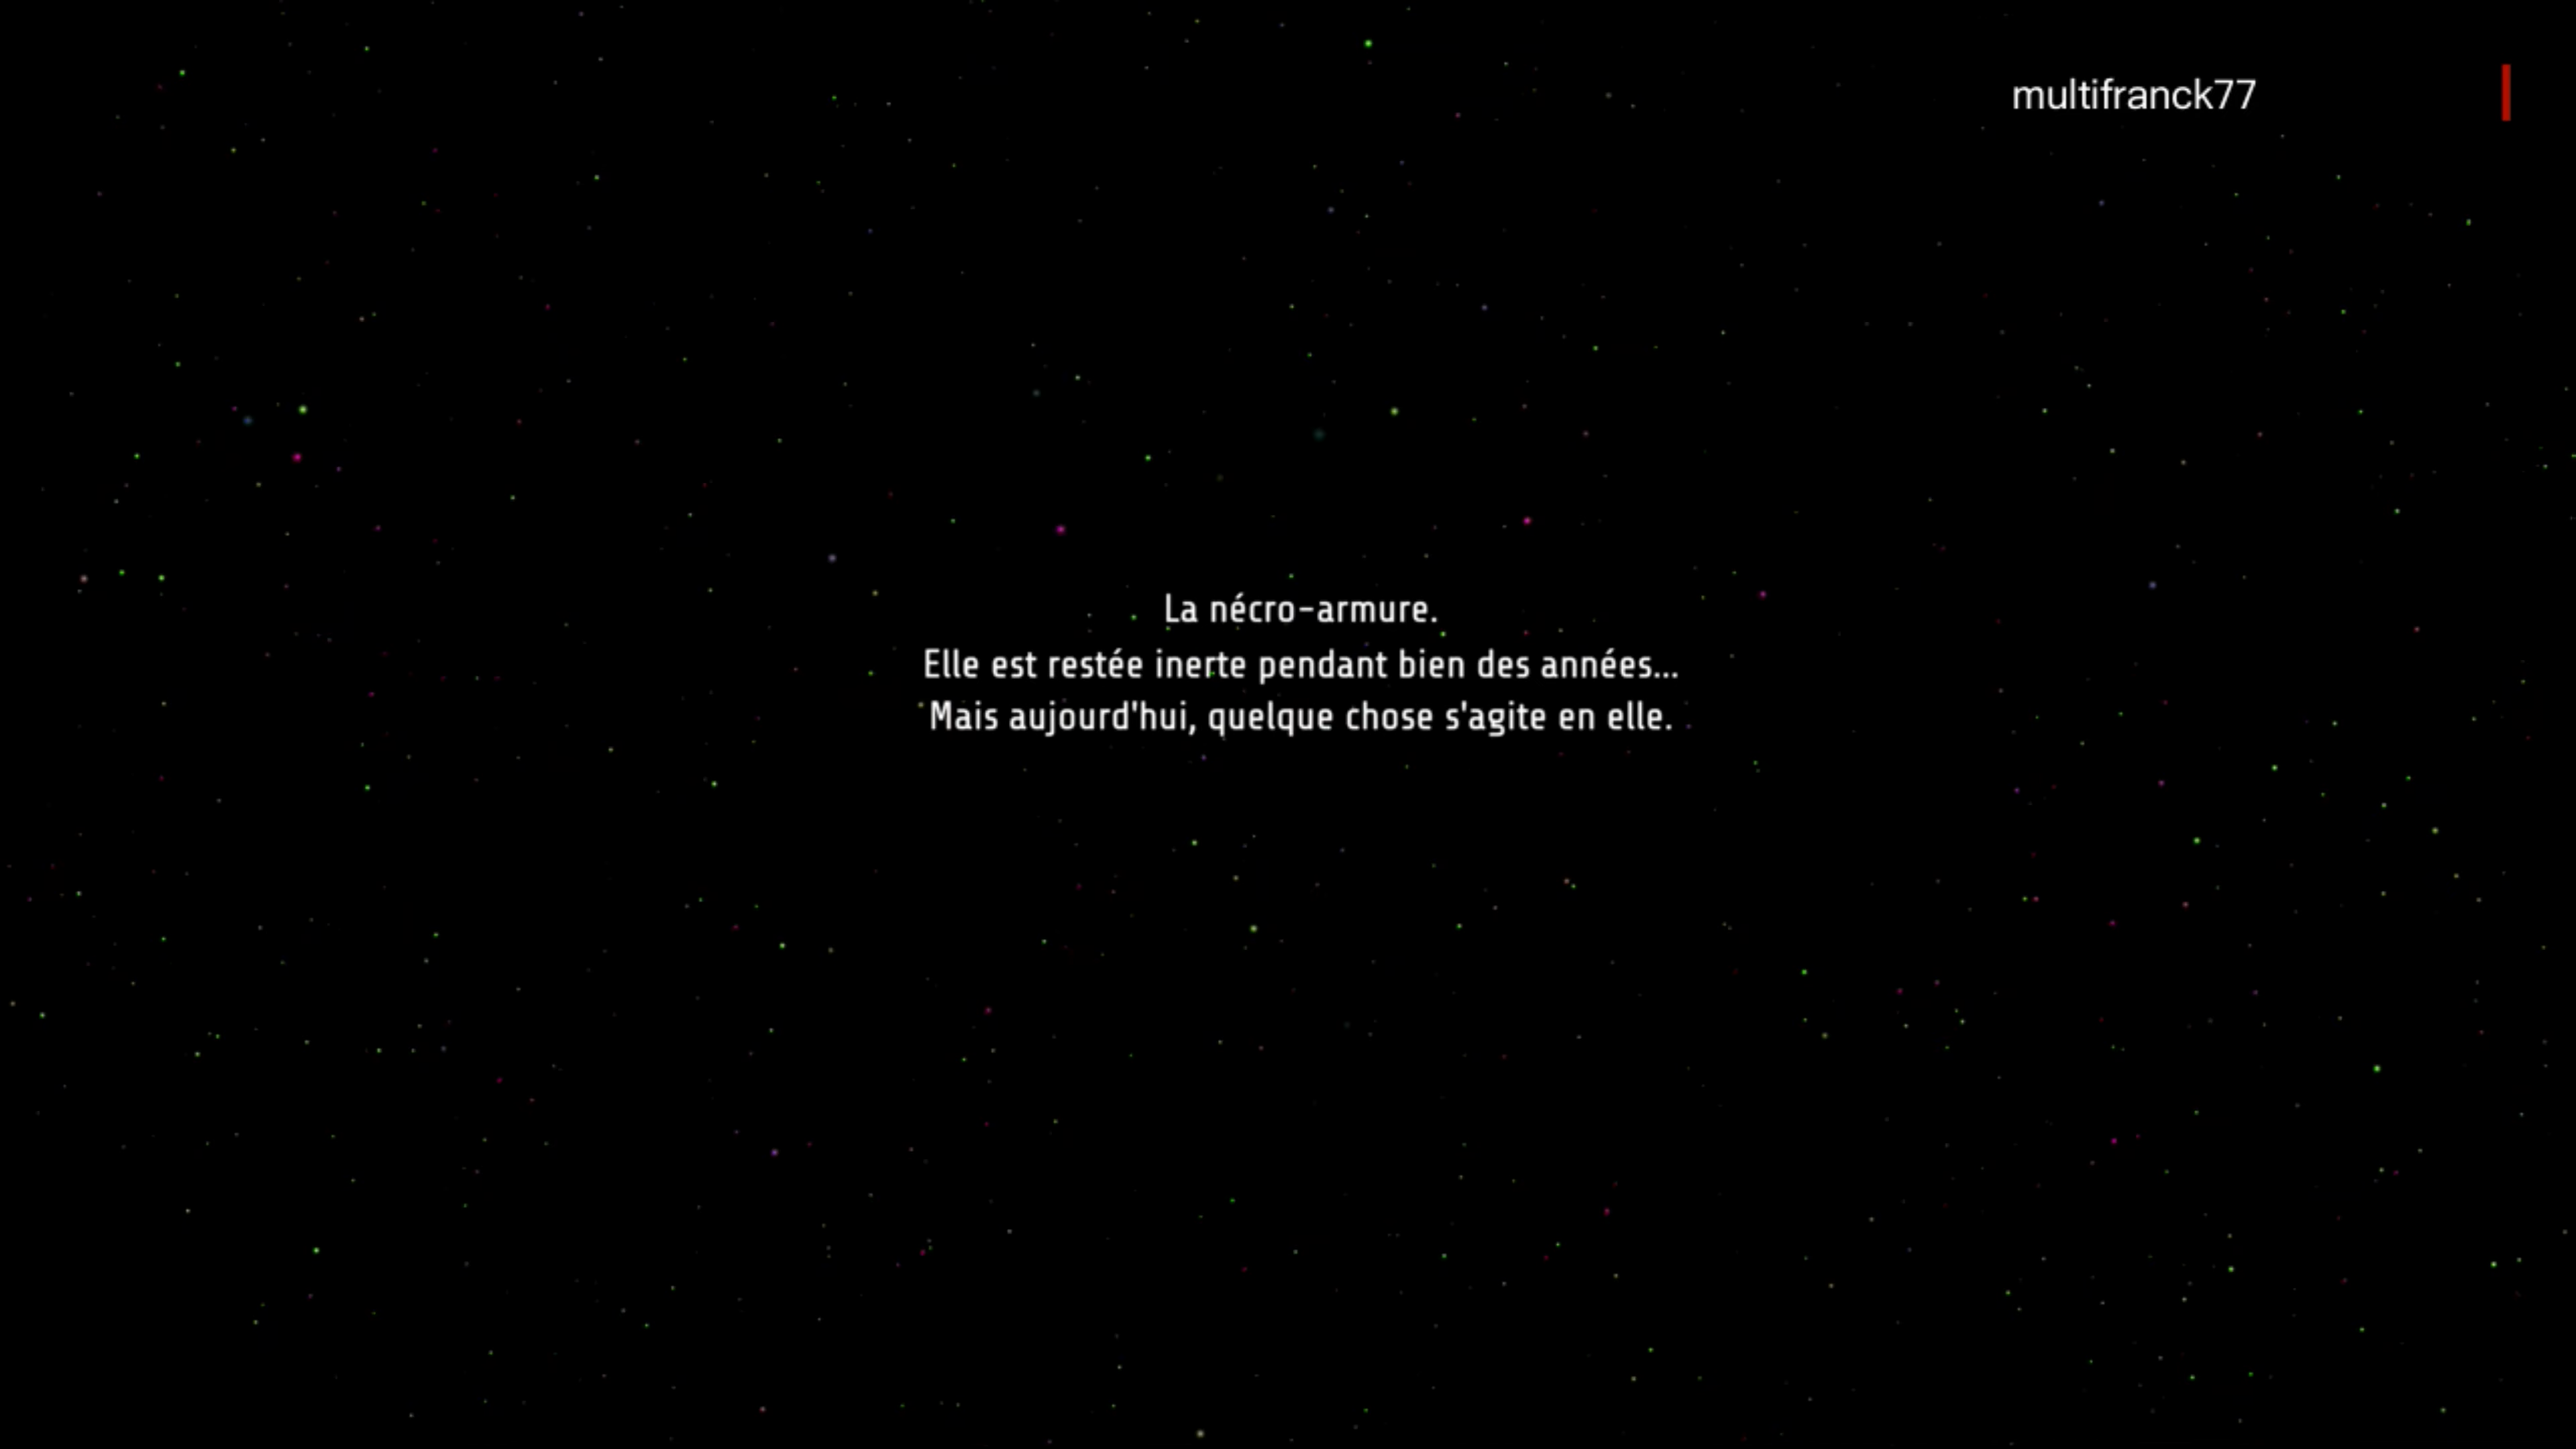 multifranck77
La nécro-armure.
Elle est restée inerte pendant bien des années...
Mais aujourd'hui, quelque chose s'agite en elle.